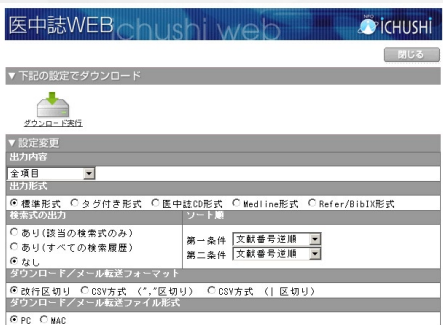 医中誌WEB ichushi web NPO iCHUSHI
閉じる
▼下記の設定でダウンロード
ダウンロード実行
▼設定変更
出力内容
全項目
出力形式
標準形式 タグ付き形式 医中誌CD形式 Medline形式 Refer/BibIX形式
検索式の出力 ソート順
あり(該当の検索式のみ)
あり(すべての検索履歴)
なし
第一条件 文献番号逆順
第二条件 文献番号逆順
ダウンロード/メール転送フォーマット
改行区切り CSV方式 (","区切り) CSV方式 (| 区切り)
ダウンロード/メール転送ファイル形式
PC MAC